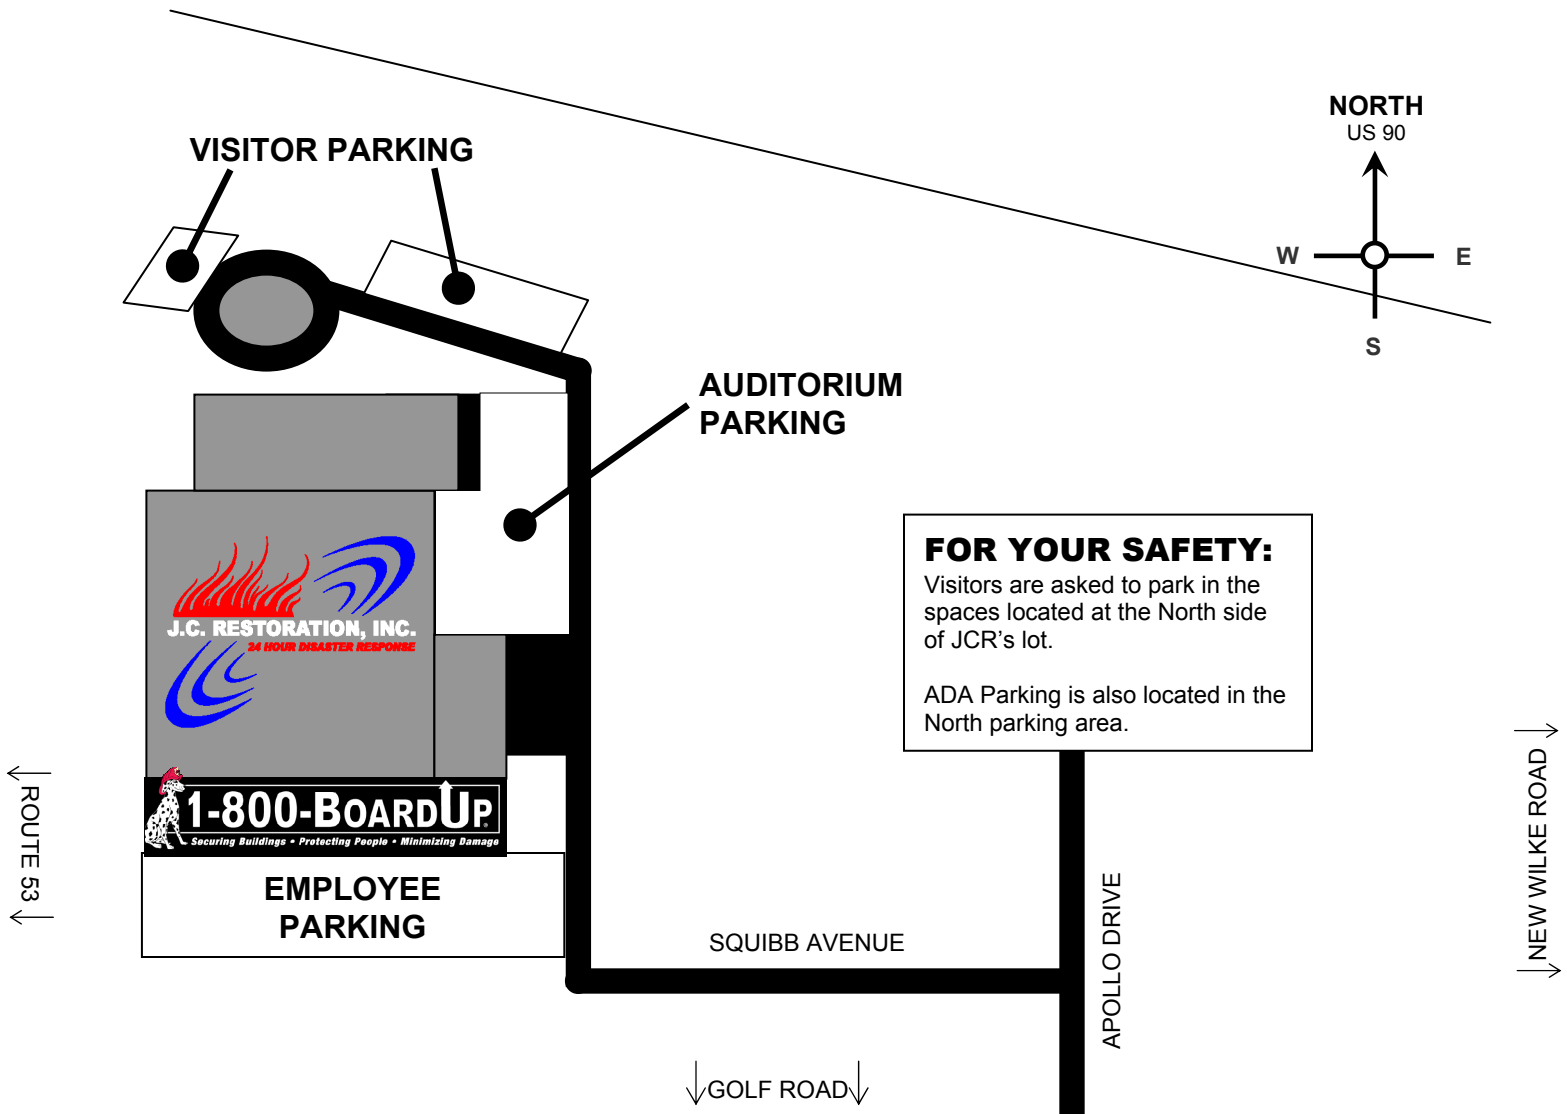 NORTH
US 90
W
E
S
VISITOR PARKING
AUDITORIUM
PARKING
FOR YOUR SAFETY:
Visitors are asked to park in the
spaces located at the North side
of JCR's lot.
ADA Parking is also located in the
North parking area.
J.C. RESTORATION, INC.
24 HOUR DISASTER RESPONSE
1-800-BOARDUP
Securing Buildings • Protecting People • Minimizing Damage
EMPLOYEE
PARKING
ROUTE 53
SQUIBB AVENUE
APOLLO DRIVE
NEW WILKE ROAD
GOLF ROAD